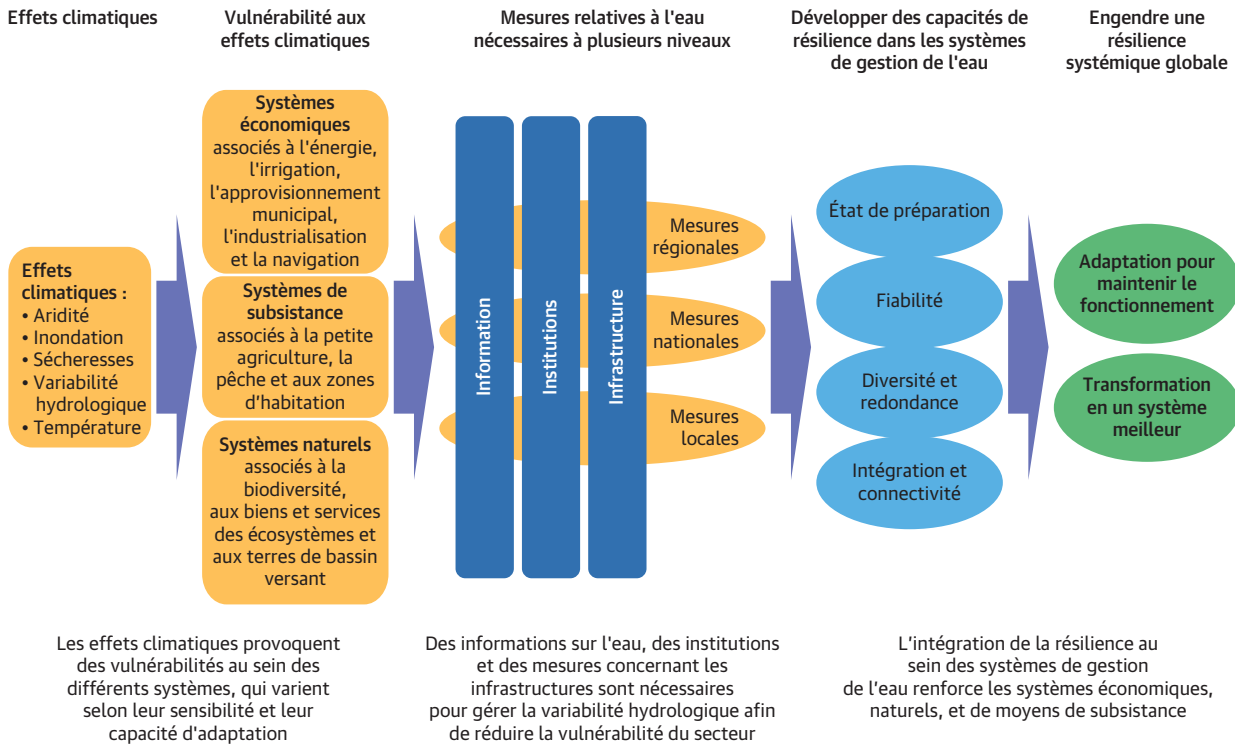 Effets climatiques
Vulnérabilité aux
effets climatiques
Mesures relatives à l'eau
nécessaires à plusieurs niveaux
Développer des capacités de
résilience dans les systèmes
de gestion de l'eau
Engendre une
résilience
systémique globale
Effets
climatiques :
• Aridité
• Inondation
• Sécheresses
• Variabilité
hydrologique
• Température
Systèmes
économiques
associés à l'énergie,
l'irrigation,
l'approvisionnement
municipal,
l'industrialisation
et la navigation
Systèmes de
subsistance
associés à la petite
agriculture, la
pêche et aux zones
d’habitation
Systèmes naturels
associés à la
biodiversité,
aux biens et services
des écosystèmes et
aux terres de bassin
versant
Information
Institutions
Infrastructure
Mesures
régionales
Mesures
nationales
Mesures
locales
État de préparation
Fiabilité
Diversité et
redondance
Intégration et
connectivité
Adaptation pour
maintenir le
fonctionnement
Transformation
en un système
meilleur
Les effets climatiques provoquent
des vulnérabilités au sein des
différents systèmes, qui varient
selon leur sensibilité et leur
capacité d'adaptation
Des informations sur l'eau, des institutions
et des mesures concernant les
infrastructures sont nécessaires
pour gérer la variabilité hydrologique afin
de réduire la vulnérabilité du secteur
L’intégration de la résilience au
sein des systèmes de gestion
de l’eau renforce les systèmes économiques,
naturels, et de moyens de subsistance